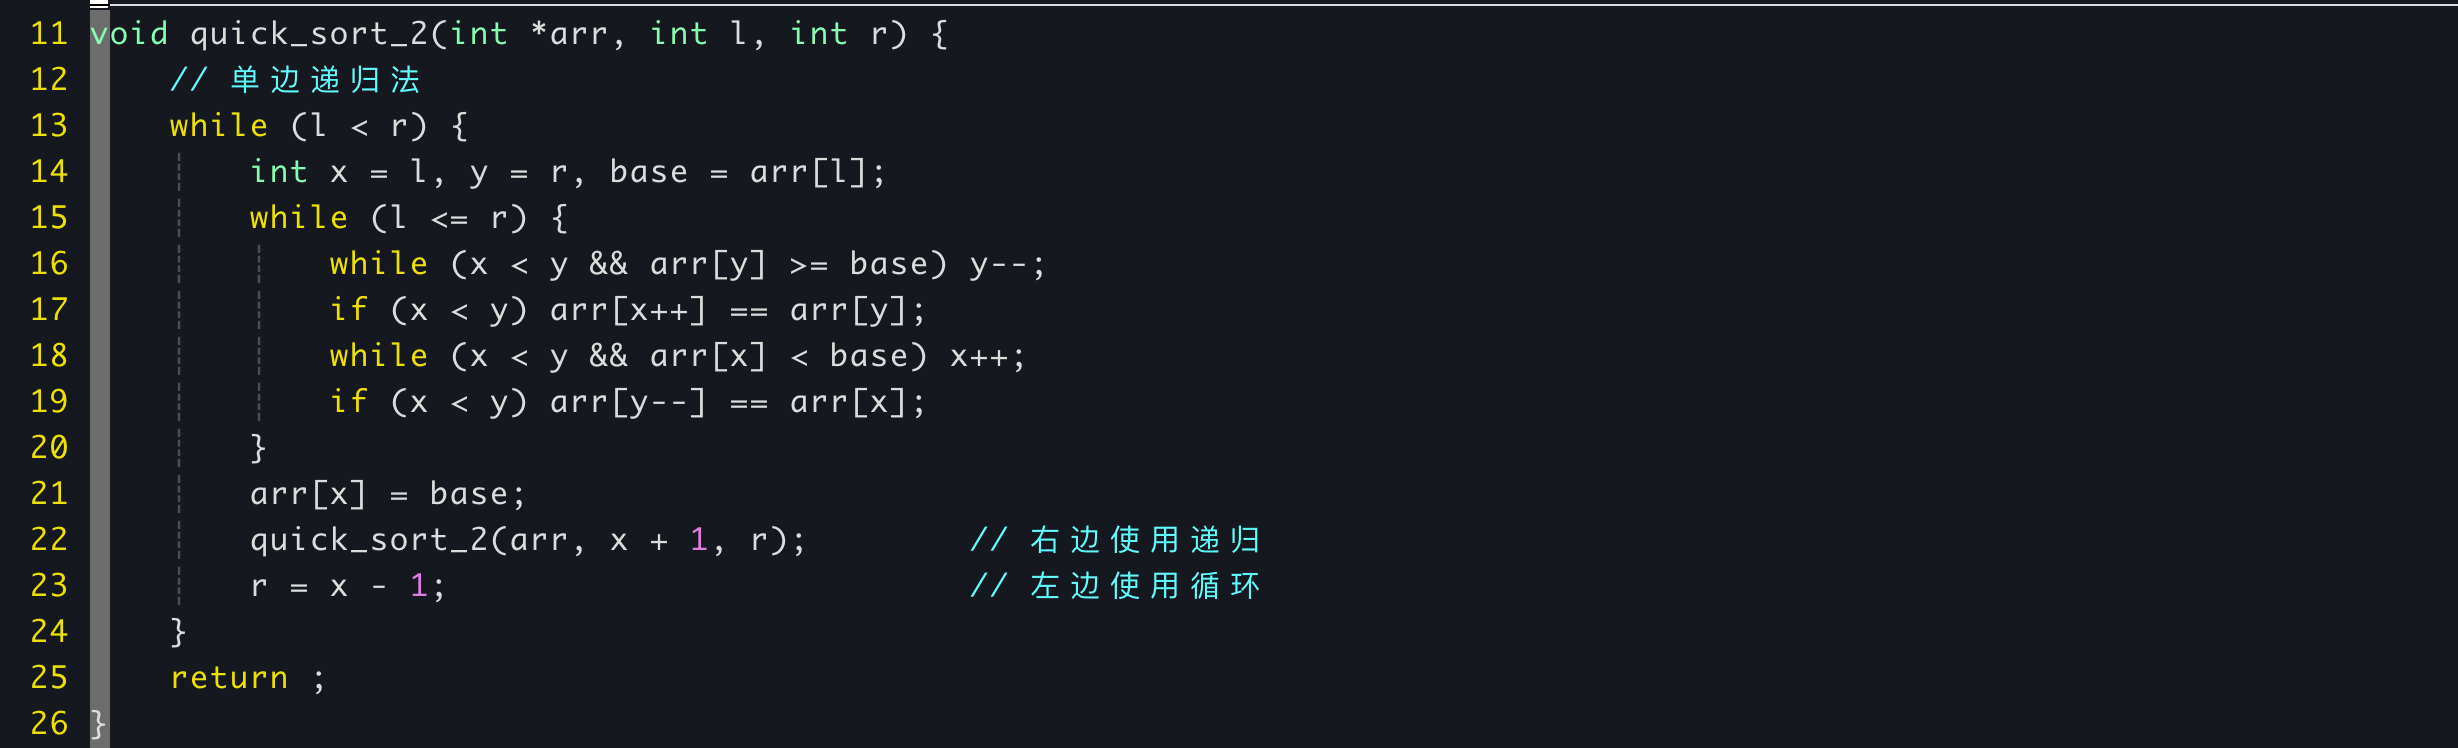 11 void quick_sort_2(int *arr, int l, int r) {
12     // 单边递归法
13     while (l < r) {
14         int x = l, y = r, base = arr[l];
15         while (l <= r) {
16             while (x < y && arr[y] >= base) y--;
17             if (x < y) arr[x++] == arr[y];
18             while (x < y && arr[x] < base) x++;
19             if (x < y) arr[y--] == arr[x];
20         }
21         arr[x] = base;
22         quick_sort_2(arr, x + 1, r);        // 右边使用递归
23         r = x - 1;                          // 左边使用循环
24     }
25     return ;
26 }